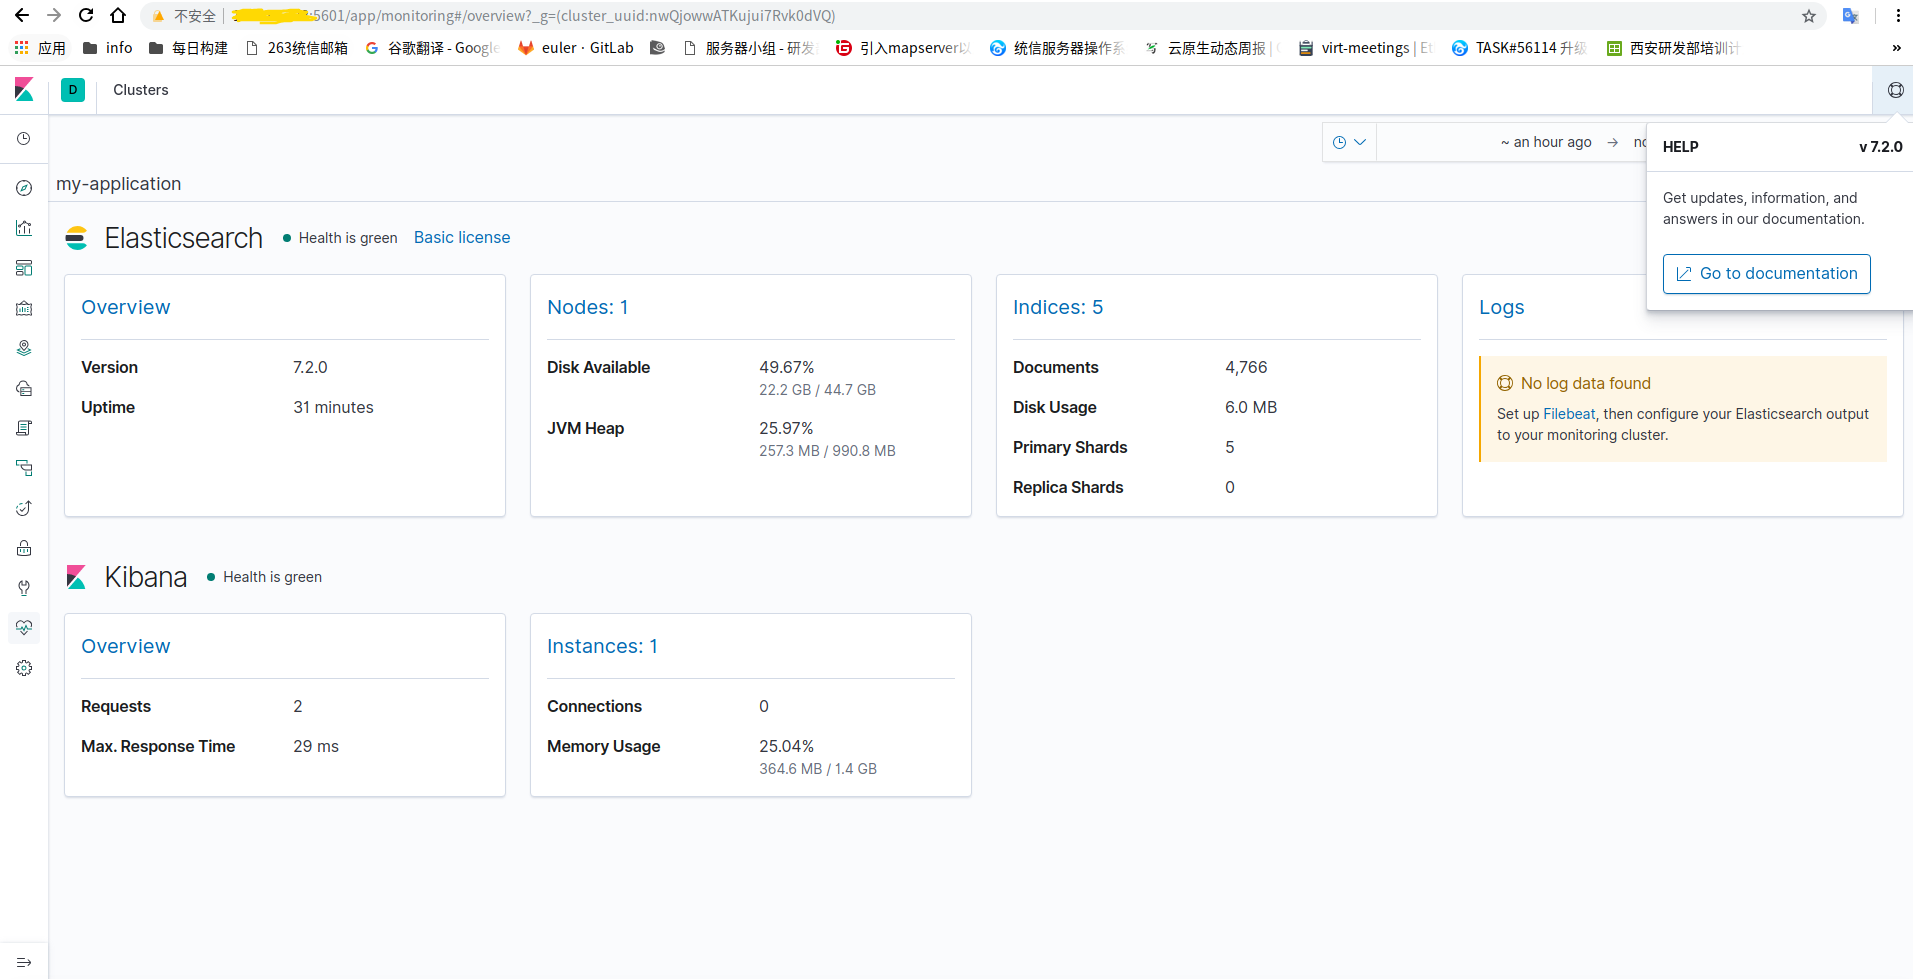 不安全 :5601/app/monitoring#/overview?_g=(cluster_uuid:nwQjowwATKujui7Rvk0dVQ)
应用 info 每日构建 263统信邮箱 谷歌翻译 - Google euler · GitLab 服务器小组 - 研发 引入mapserver以 统信服务器操作系 云原生动态周报 | virt-meetings | Et TASK#56114 升级 西安研发部培训计 »
D Clusters
~ an hour ago → no
HELP v 7.2.0
Get updates, information, and
answers in our documentation.
Go to documentation
my-application
Elasticsearch Health is green Basic license
Overview
Version 7.2.0
Uptime 31 minutes
Nodes: 1
Disk Available 49.67%
22.2 GB / 44.7 GB
JVM Heap 25.97%
257.3 MB / 990.8 MB
Indices: 5
Documents 4,766
Disk Usage 6.0 MB
Primary Shards 5
Replica Shards 0
Logs
No log data found
Set up Filebeat, then configure your Elasticsearch output
to your monitoring cluster.
Kibana Health is green
Overview
Requests 2
Max. Response Time 29 ms
Instances: 1
Connections 0
Memory Usage 25.04%
364.6 MB / 1.4 GB